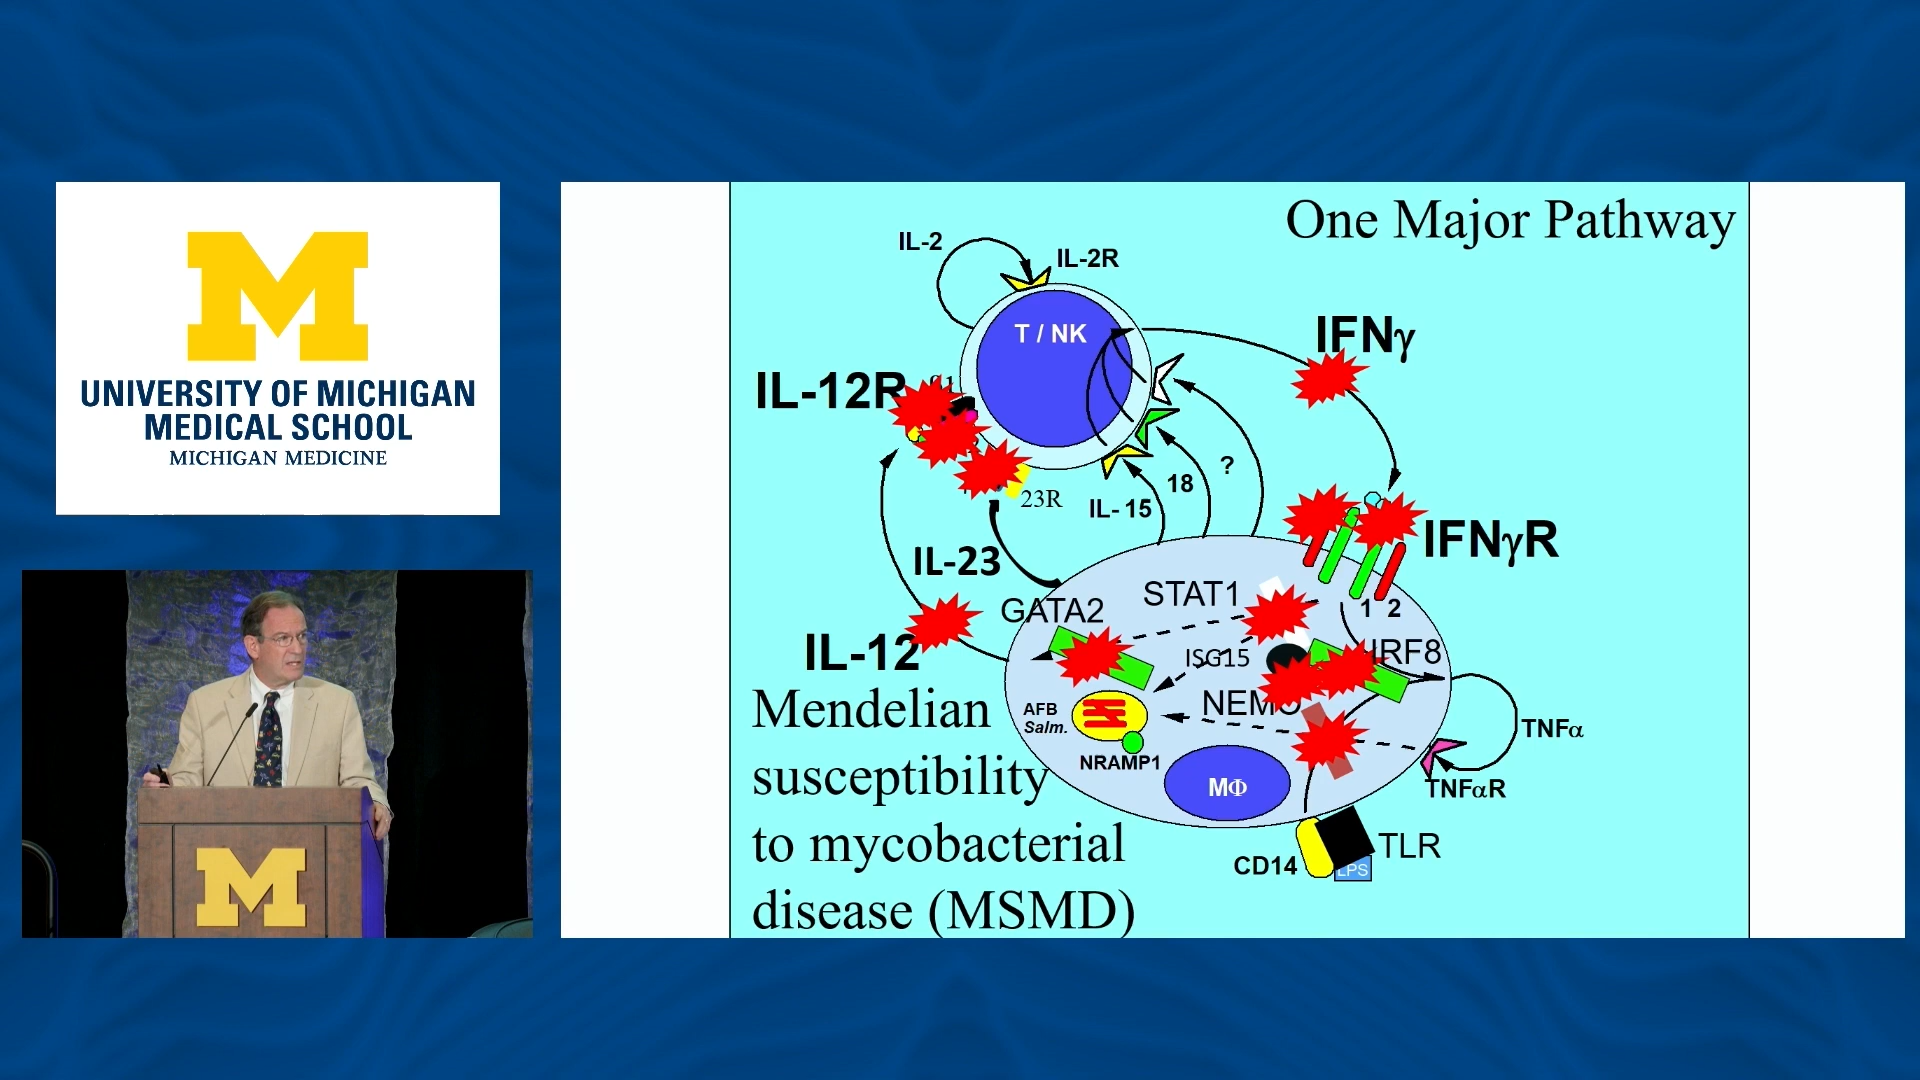 M
UNIVERSITY OF MICHIGAN
MEDICAL SCHOOL
MICHIGAN MEDICINE
M
One Major Pathway
IL-2
IL-2R
T / NK
IFNγ
IL-12R
23R
IL-15
18
?
IL-23
IFNγR
1 2
GATA2
STAT1
IL-12
ISG15
IRF8
NEMO
AFB
Salm.
NRAMP1
MΦ
TNFα
TNFαR
CD14
TLR
LPS
Mendelian
susceptibility
to mycobacterial
disease (MSMD)